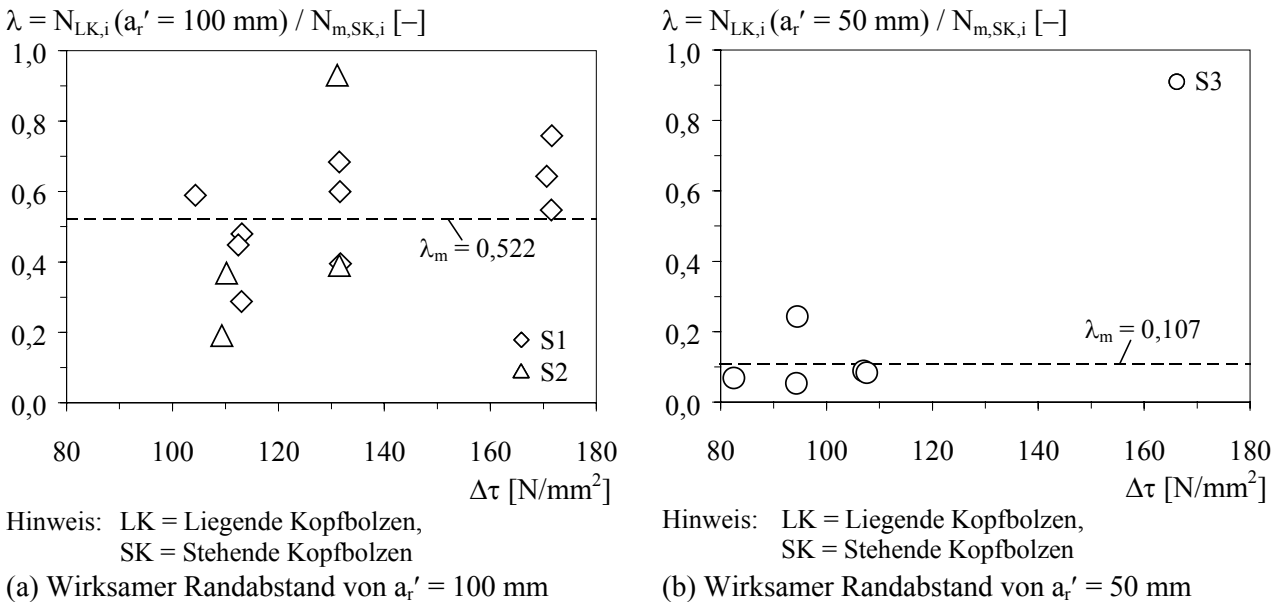 λ = N_LK,i (a_r′ = 100 mm) / N_m,SK,i [–]
1,0
0,8
0,6
0,4
0,2
0,0
λ_m = 0,522
S1
S2
80 100 120 140 160 180
Δτ [N/mm²]
Hinweis: LK = Liegende Kopfbolzen,
SK = Stehende Kopfbolzen
(a) Wirksamer Randabstand von a_r′ = 100 mm
λ = N_LK,i (a_r′ = 50 mm) / N_m,SK,i [–]
1,0
0,8
0,6
0,4
0,2
0,0
S3
λ_m = 0,107
80 100 120 140 160 180
Δτ [N/mm²]
Hinweis: LK = Liegende Kopfbolzen,
SK = Stehende Kopfbolzen
(b) Wirksamer Randabstand von a_r′ = 50 mm